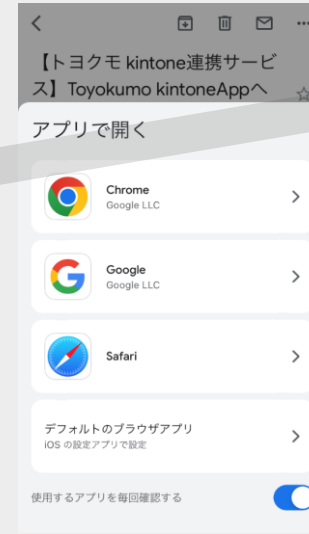 【トヨクモ kintone連携サービ
ス】Toyokumo kintoneAppへ
アプリで開く
Chrome
Google LLC
Google
Google LLC
Safari
デフォルトのブラウザアプリ
iOS の設定アプリで設定
使用するアプリを毎回確認する